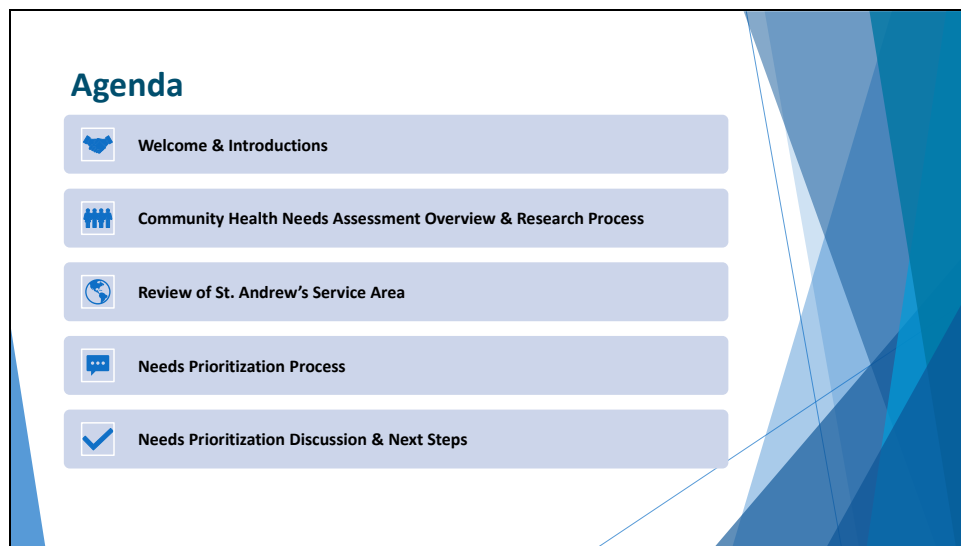 Agenda
Welcome & Introductions
Community Health Needs Assessment Overview & Research Process
Review of St. Andrew’s Service Area
Needs Prioritization Process
Needs Prioritization Discussion & Next Steps